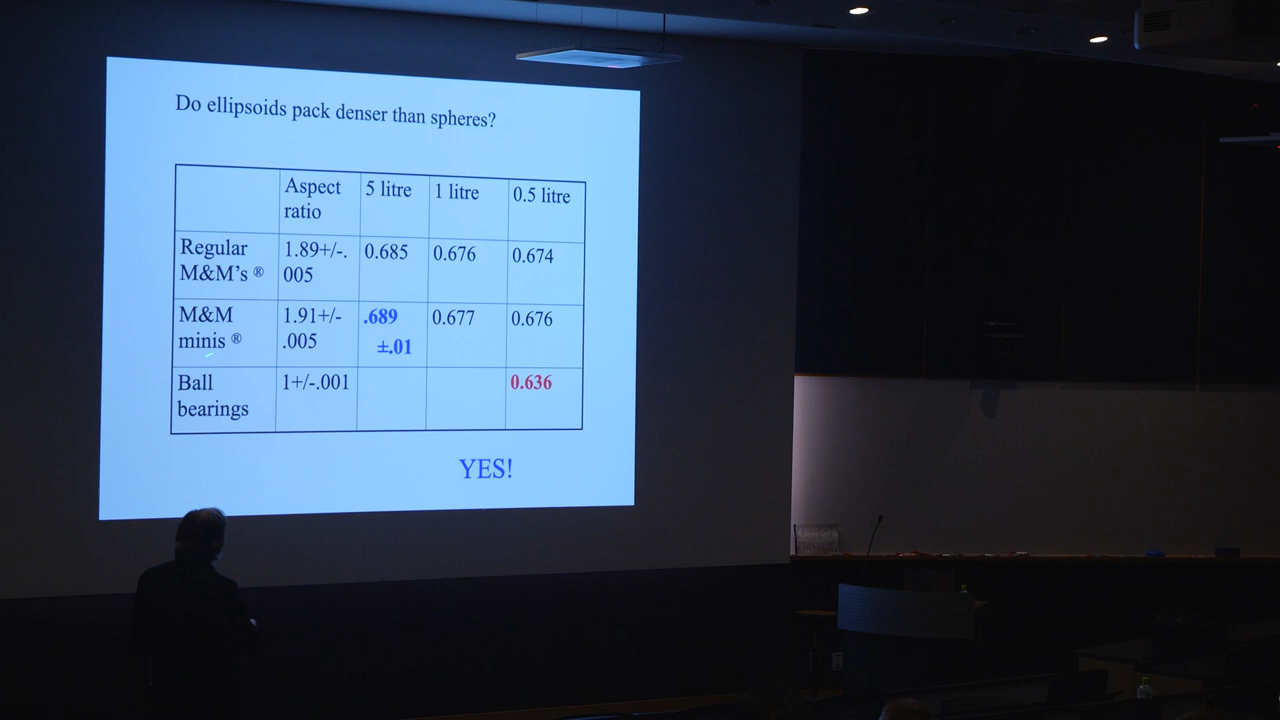 Do ellipsoids pack denser than spheres?
Aspect ratio
5 litre
1 litre
0.5 litre
Regular M&M's ®
1.89+/-.005
0.685
0.676
0.674
M&M minis ®
1.91+/-.005
.689 ±.01
0.677
0.676
Ball bearings
1+/-.001
0.636
YES!